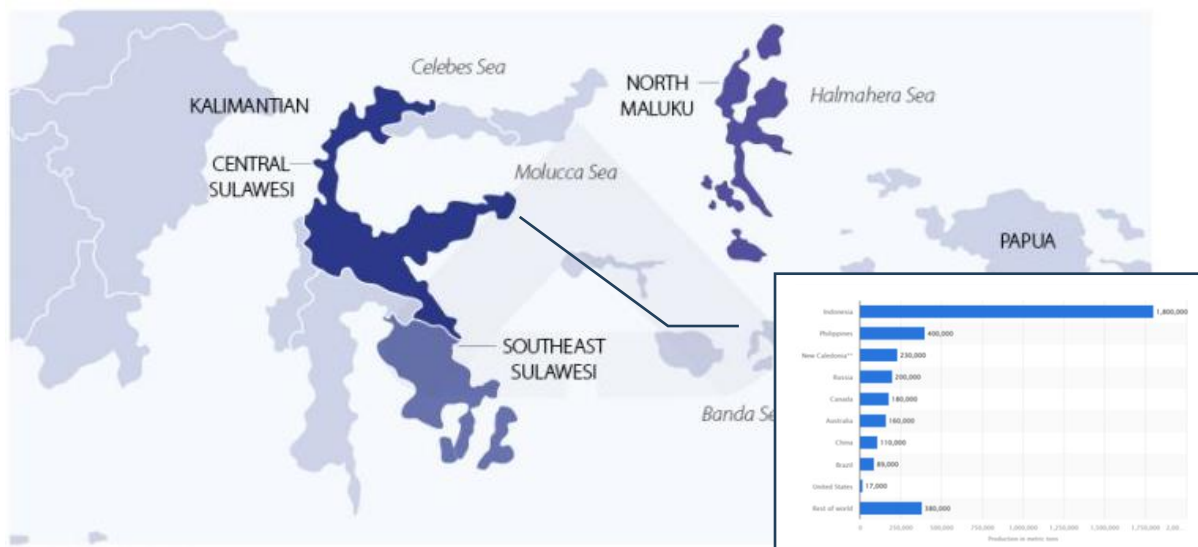 Celebes Sea
KALIMANTIAN
NORTH
MALUKU
Halmahera Sea
CENTRAL
SULAWESI
Molucca Sea
PAPUA
SOUTHEAST
SULAWESI
Banda Se
Indonesia 1,800,000
Philippines 400,000
New Caledonia** 230,000
Russia 200,000
Canada 180,000
Australia 160,000
China 110,000
Brazil 89,000
United States 17,000
Rest of world 380,000
0 250,000 500,000 750,000 1,000,000 1,250,000 1,500,000 1,750,000 2,00...
Production in metric tons